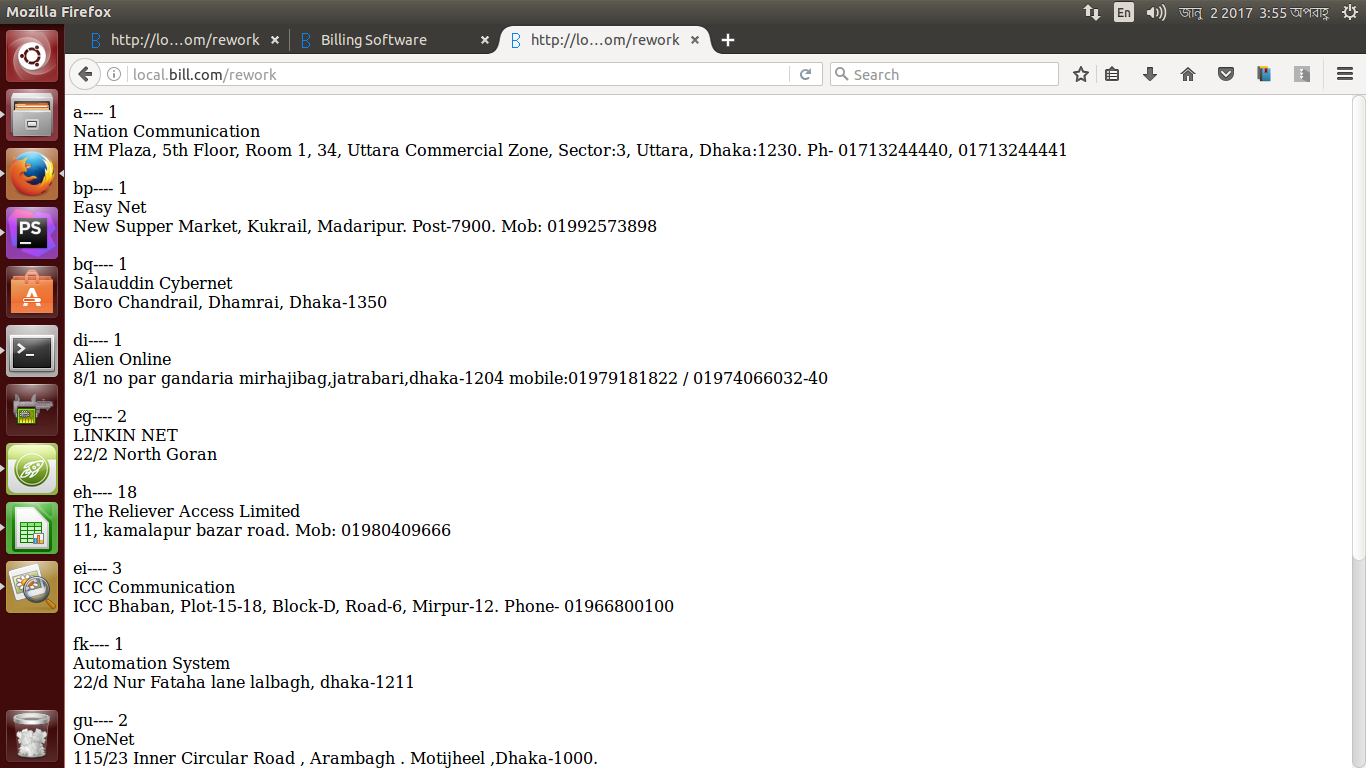 Mozilla Firefox
En
জানু 2 2017 3:55 অপরাহ্ণ
http://lo...om/rework
Billing Software
http://lo...om/rework
local.bill.com/rework
Search
a---- 1
Nation Communication
HM Plaza, 5th Floor, Room 1, 34, Uttara Commercial Zone, Sector:3, Uttara, Dhaka:1230. Ph- 01713244440, 01713244441
bp---- 1
Easy Net
New Supper Market, Kukrail, Madaripur. Post-7900. Mob: 01992573898
bq---- 1
Salauddin Cybernet
Boro Chandrail, Dhamrai, Dhaka-1350
di---- 1
Alien Online
8/1 no par gandaria mirhajibag,jatrabari,dhaka-1204 mobile:01979181822 / 01974066032-40
eg---- 2
LINKIN NET
22/2 North Goran
eh---- 18
The Reliever Access Limited
11, kamalapur bazar road. Mob: 01980409666
ei---- 3
ICC Communication
ICC Bhaban, Plot-15-18, Block-D, Road-6, Mirpur-12. Phone- 01966800100
fk---- 1
Automation System
22/d Nur Fataha lane lalbagh, dhaka-1211
gu---- 2
OneNet
115/23 Inner Circular Road , Arambagh . Motijheel ,Dhaka-1000.
PS